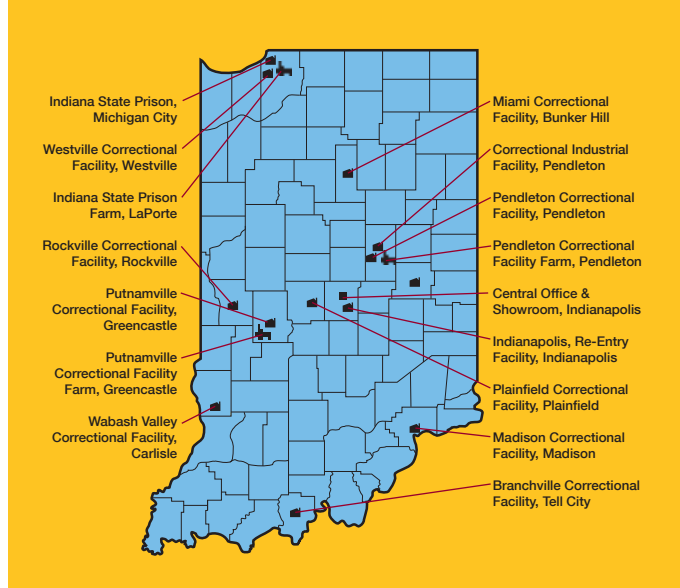 Indiana State Prison,
Michigan City
Westville Correctional
Facility, Westville
Indiana State Prison
Farm, LaPorte
Rockville Correctional
Facility, Rockville
Putnamville
Correctional Facility,
Greencastle
Putnamville
Correctional Facility
Farm, Greencastle
Wabash Valley
Correctional Facility,
Carlisle
Miami Correctional
Facility, Bunker Hill
Correctional Industrial
Facility, Pendleton
Pendleton Correctional
Facility, Pendleton
Pendleton Correctional
Facility Farm, Pendleton
Central Office &
Showroom, Indianapolis
Indianapolis, Re-Entry
Facility, Indianapolis
Plainfield Correctional
Facility, Plainfield
Madison Correctional
Facility, Madison
Branchville Correctional
Facility, Tell City